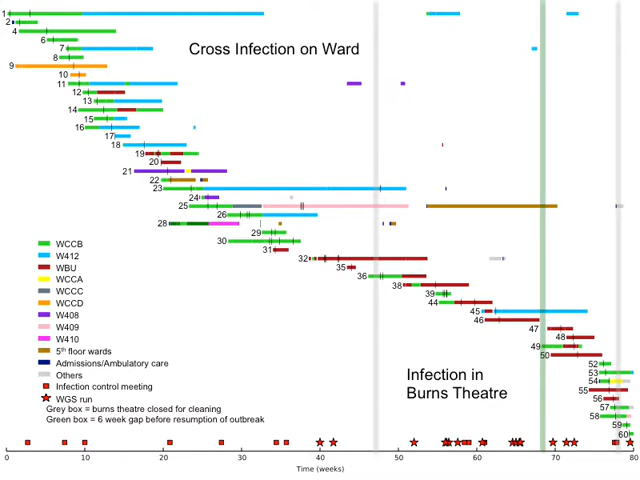 1
2
4
Cross Infection on Ward
6
7
8
9
10
11
12
13
14
15
16
17
18
19
20
21
22
23
24
25
26
28
29
30
31
32
35
36
38
39
44
45
46
47
48
49
50
52
53
54
55
56
57
58
59
60
WCCB
W412
WBU
WCCA
WCCC
WCCD
W408
W409
W410
5th floor wards
Admissions/Ambulatory care
Others
Infection control meeting
WGS run
Grey box = burns theatre closed for cleaning
Green box = 6 week gap before resumption of outbreak
Infection in
Burns Theatre
0 10 20 30 40 50 60 70 80
Time (weeks)